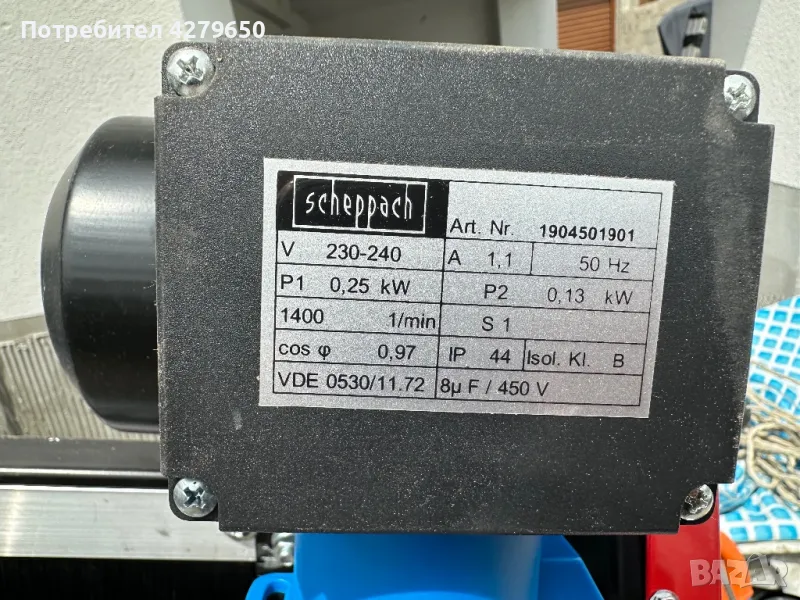 Потребител 4279650
scheppach
Art. Nr. 1904501901
V 230-240 A 1,1 50 Hz
P1 0,25 kW P2 0,13 kW
1400 1/min S 1
cos φ 0,97 IP 44 Isol. Kl. B
VDE 0530/11.72 8µ F / 450 V
BAZAR